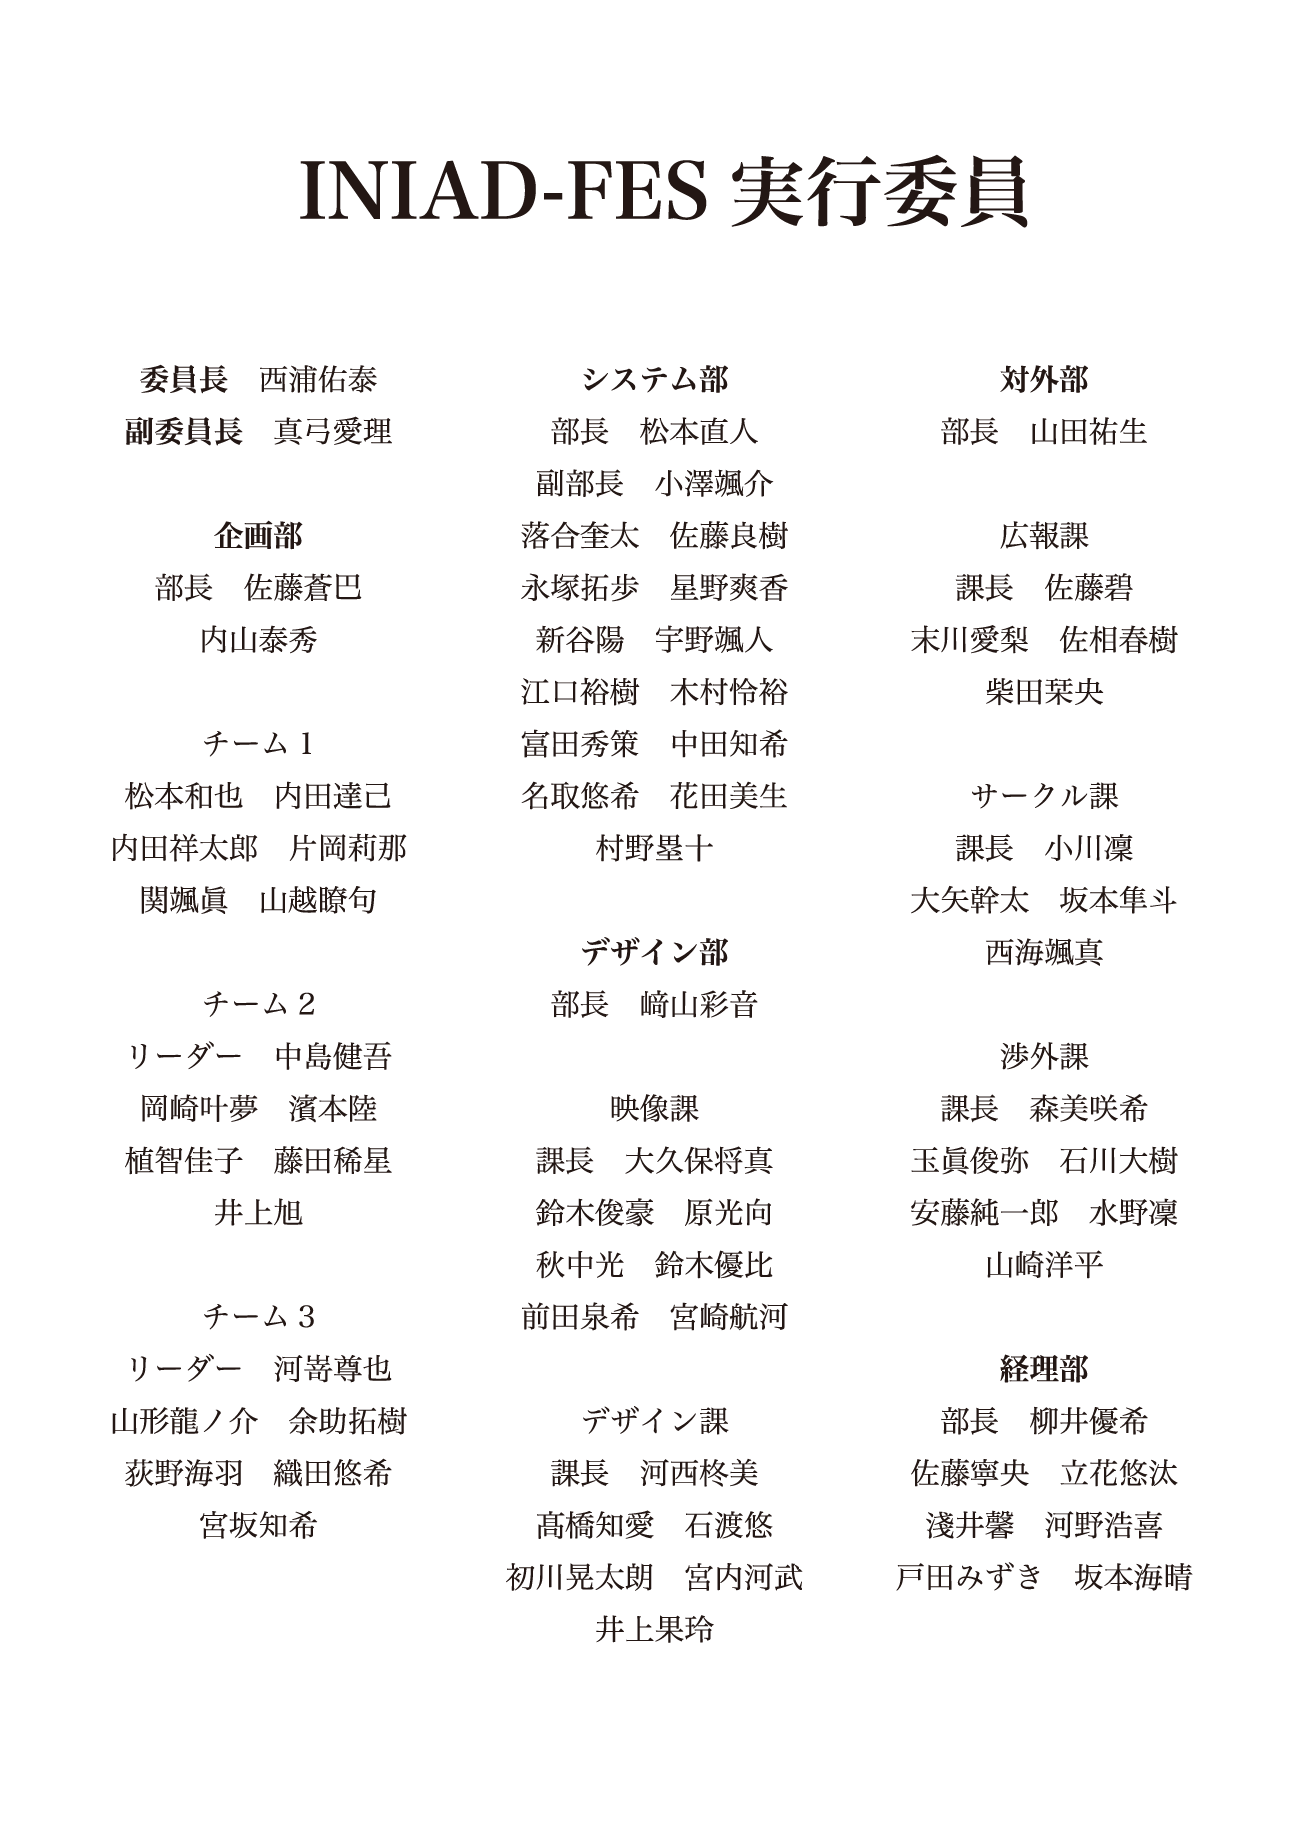 INIAD-FES 実行委員
委員長　西浦佑泰
副委員長　真弓愛理
企画部
部長　佐藤蒼巴
内山泰秀
チーム 1
松本和也　内田達己
内田祥太郎　片岡莉那
関颯眞　山越瞭句
チーム 2
リーダー　中島健吾
岡崎叶夢　濱本陸
植智佳子　藤田稀星
井上旭
チーム 3
リーダー　河嵜尊也
山形龍ノ介　余助拓樹
荻野海羽　織田悠希
宮坂知希
システム部
部長　松本直人
副部長　小澤颯介
落合奎太　佐藤良樹
永塚拓歩　星野爽香
新谷陽　宇野颯人
江口裕樹　木村怜裕
富田秀策　中田知希
名取悠希　花田美生
村野塁十
デザイン部
部長　﨑山彩音
映像課
課長　大久保将真
鈴木俊豪　原光向
秋中光　鈴木優比
前田泉希　宮崎航河
デザイン課
課長　河西柊美
髙橋知愛　石渡悠
初川晃太朗　宮内河武
井上果玲
対外部
部長　山田祐生
広報課
課長　佐藤碧
末川愛梨　佐相春樹
柴田栞央
サークル課
課長　小川凜
大矢幹太　坂本隼斗
西海颯真
渉外課
課長　森美咲希
玉眞俊弥　石川大樹
安藤純一郎　水野凜
山崎洋平
経理部
部長　柳井優希
佐藤寧央　立花悠汰
淺井馨　河野浩喜
戸田みずき　坂本海晴